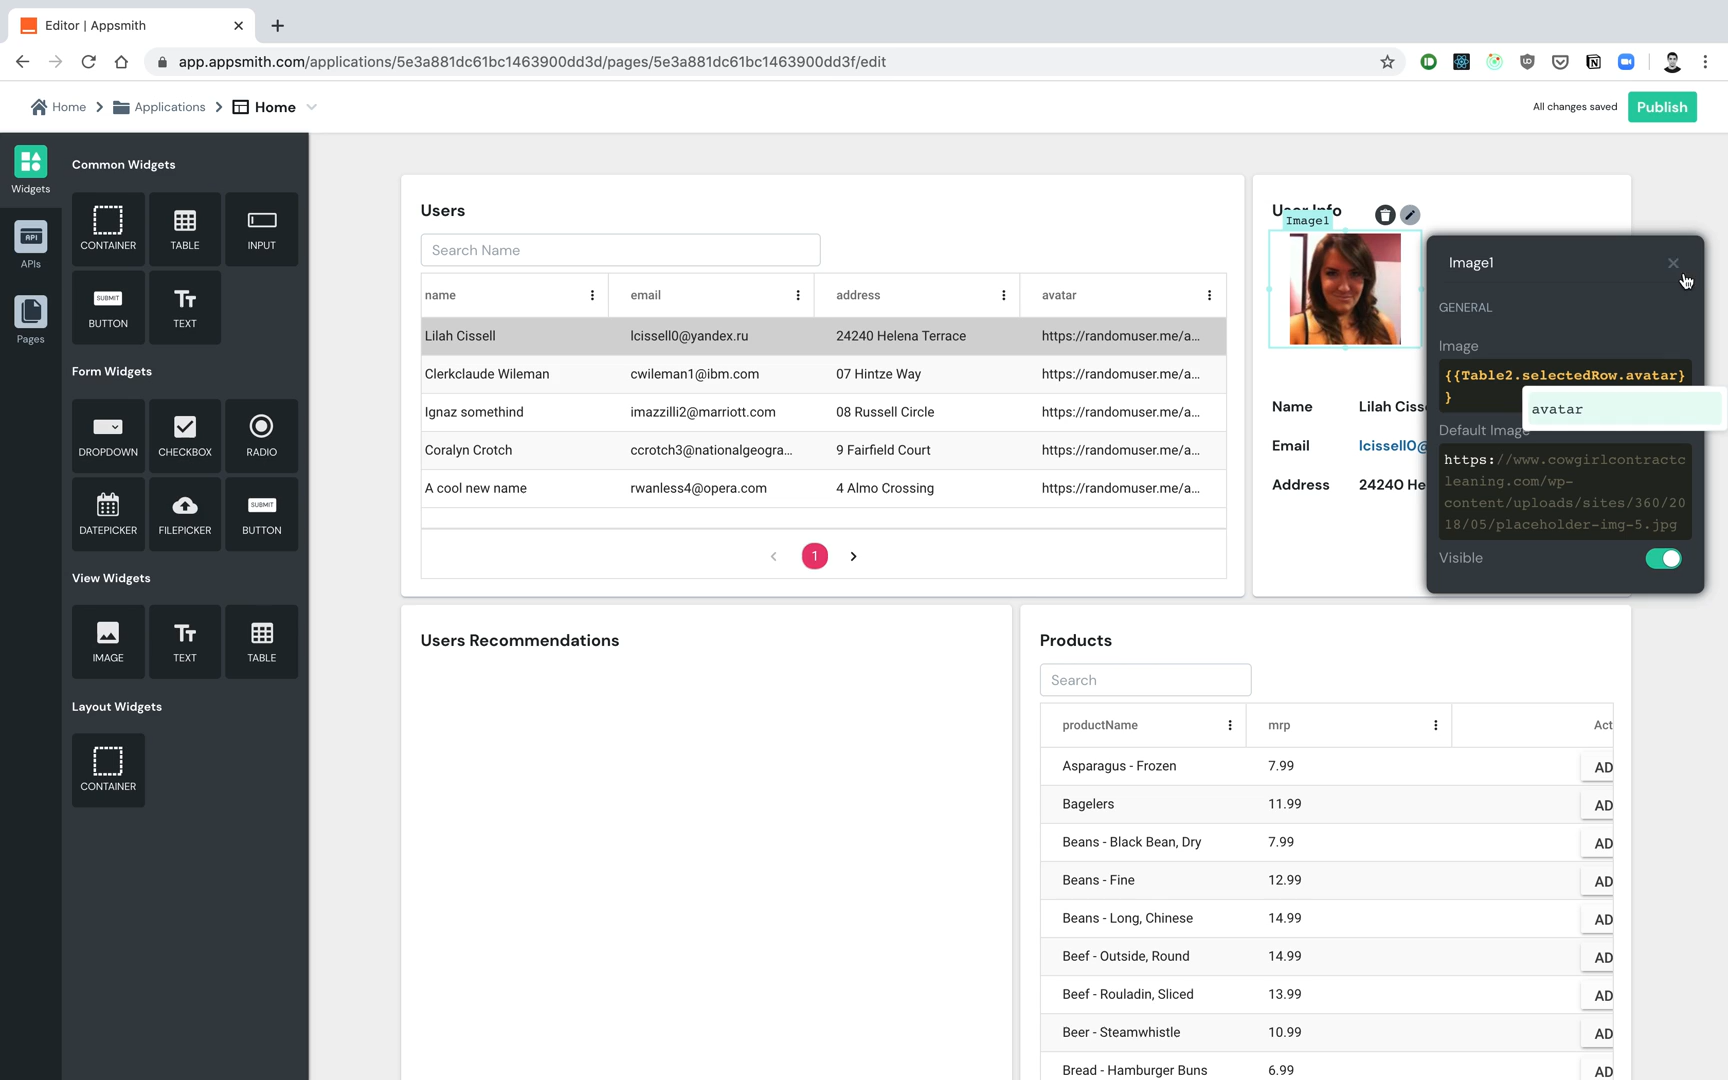 Editor | Appsmith
app.appsmith.com/applications/5e3a881dc61bc1463900dd3d/pages/5e3a881dc61bc1463900dd3f/edit
Home
Applications
Home
All changes saved
Publish
Widgets
API
APIs
Pages
Common Widgets
CONTAINER
TABLE
INPUT
SUBMIT
BUTTON
TEXT
Form Widgets
DROPDOWN
CHECKBOX
RADIO
DATEPICKER
FILEPICKER
SUBMIT
BUTTON
View Widgets
IMAGE
TEXT
TABLE
Layout Widgets
CONTAINER
Users
Search Name
name email address avatar
Lilah Cissell lcissell0@yandex.ru 24240 Helena Terrace https://randomuser.me/a...
Clerkclaude Wileman cwileman1@ibm.com 07 Hintze Way https://randomuser.me/a...
Ignaz somethind imazzilli2@marriott.com 08 Russell Circle https://randomuser.me/a...
Coralyn Crotch ccrotch3@nationalgeogra... 9 Fairfield Court https://randomuser.me/a...
A cool new name rwanless4@opera.com 4 Almo Crossing https://randomuser.me/a...
1
User Info
Image1
Name Lilah Ciss
Email lcissell0@
Address 24240 He
Image1
GENERAL
Image
{{Table2.selectedRow.avatar}
}
avatar
Default Image
https://www.cowgirlcontractc
leaning.com/wp-
content/uploads/sites/360/20
18/05/placeholder-img-5.jpg
Visible
Users Recommendations
Products
Search
productName mrp Act
Asparagus - Frozen 7.99 AD
Bagelers 11.99 AD
Beans - Black Bean, Dry 7.99 AD
Beans - Fine 12.99 AD
Beans - Long, Chinese 14.99 AD
Beef - Outside, Round 14.99 AD
Beef - Rouladin, Sliced 13.99 AD
Beer - Steamwhistle 10.99 AD
Bread - Hamburger Buns 6.99 AD